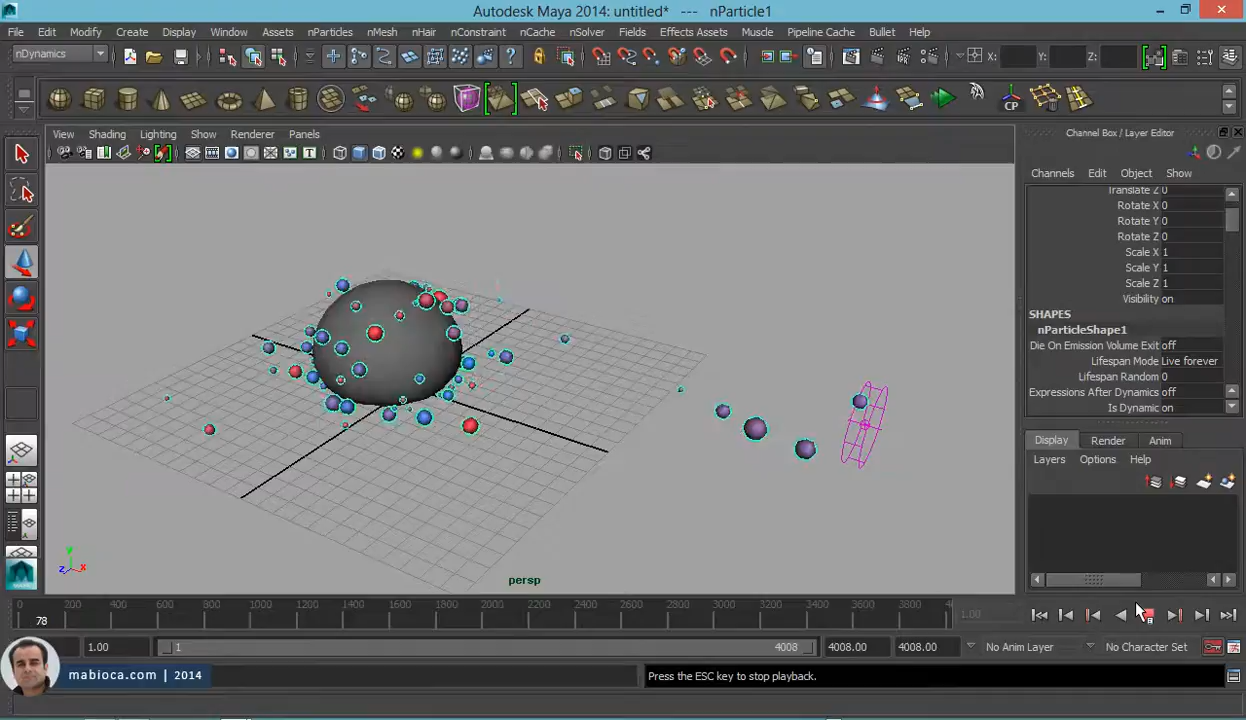 Autodesk Maya 2014: untitled* --- nParticle1
File Edit Modify Create Display Window Assets nParticles nMesh nHair nConstraint nCache nSolver Fields Effects Assets Muscle Pipeline Cache Bullet Help
nDynamics X: Y: Z:
CP
View Shading Lighting Show Renderer Panels
Channel Box / Layer Editor
Channels Edit Object Show
Translate Z 0
Rotate X 0
Rotate Y 0
Rotate Z 0
Scale X 1
Scale Y 1
Scale Z 1
Visibility on
SHAPES
nParticleShape1
Die On Emission Volume Exit off
Lifespan Mode Live forever
Lifespan Random 0
Expressions After Dynamics off
Is Dynamic on
Display Render Anim
Layers Options Help
y
z x
persp
0 200 400 600 800 1000 1200 1400 1600 1800 2000 2200 2400 2600 2800 3000 3200 3400 3600 3800 4
78
1.00
1.00 1 4008 4008.00 4008.00 No Anim Layer No Character Set
mabioca.com | 2014
Press the ESC key to stop playback.